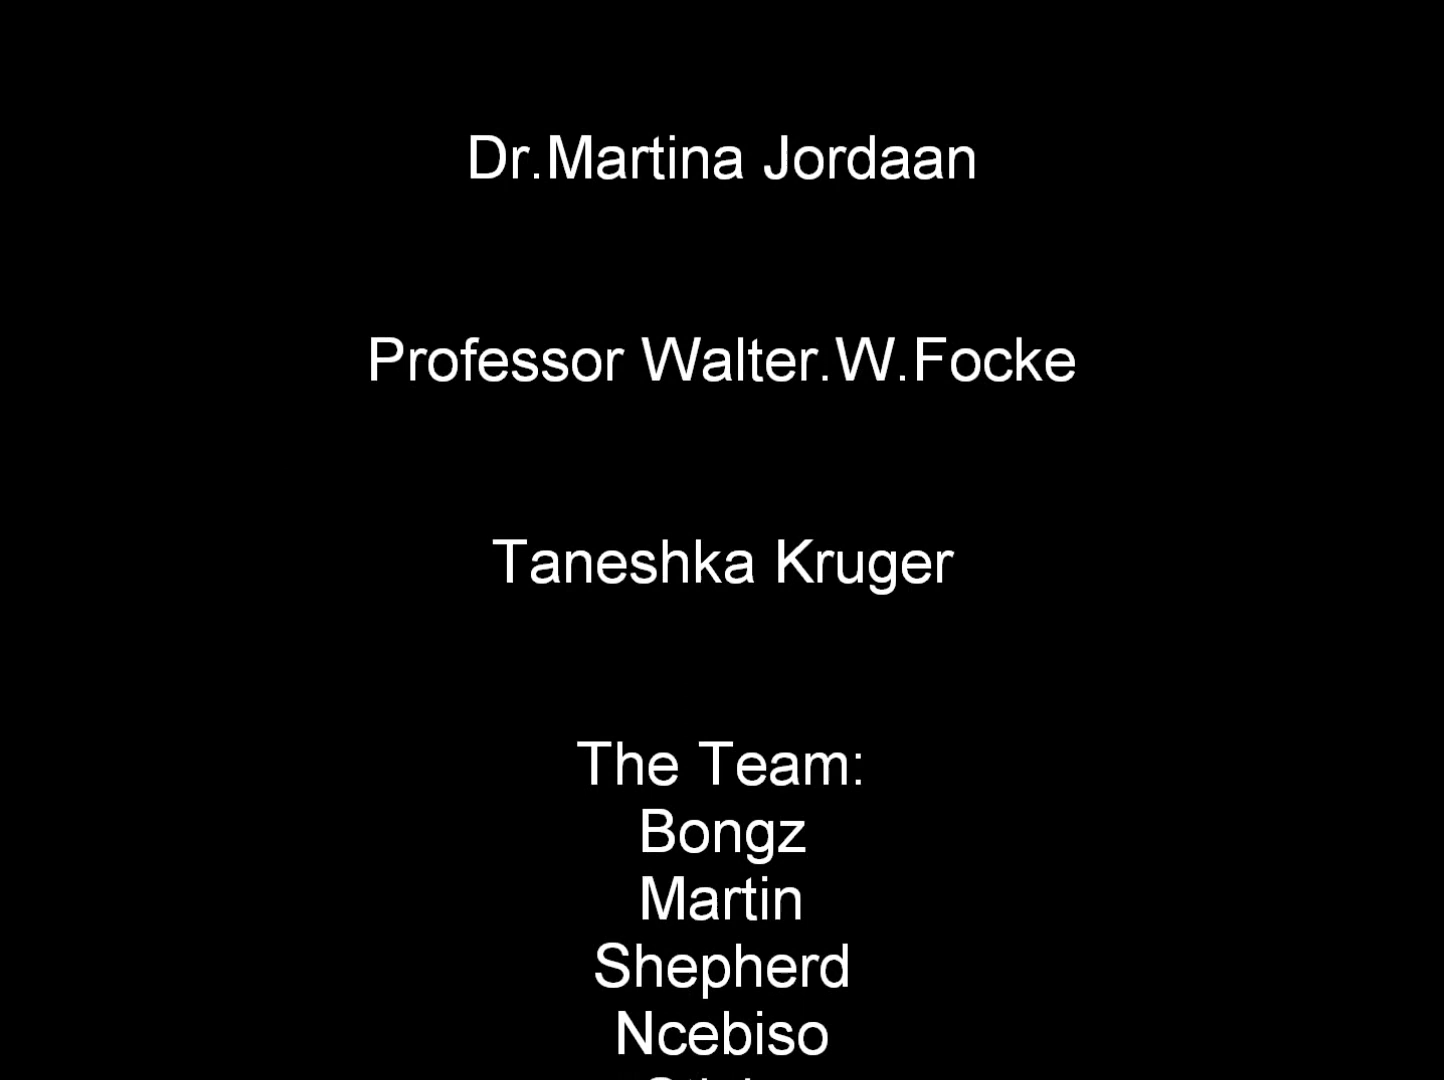 Dr.Martina Jordaan
Professor Walter.W.Focke
Taneshka Kruger
The Team:
Bongz
Martin
Shepherd
Ncebiso